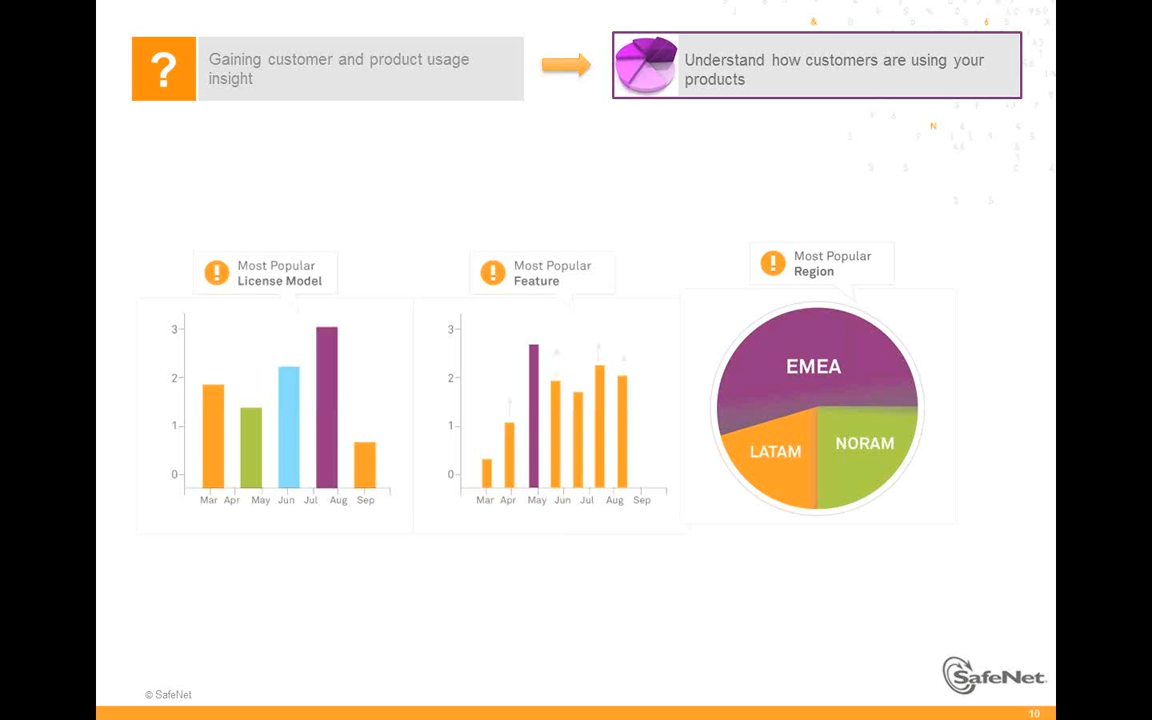 ?
Gaining customer and product usage
insight
Understand how customers are using your
products
! Most Popular
License Model
3
2
1
0
Mar Apr May Jun Jul Aug Sep
! Most Popular
Feature
3
2
1
0
Mar Apr May Jun Jul Aug Sep
! Most Popular
Region
EMEA
LATAM
NORAM
© SafeNet
SafeNet
10
&
6
N